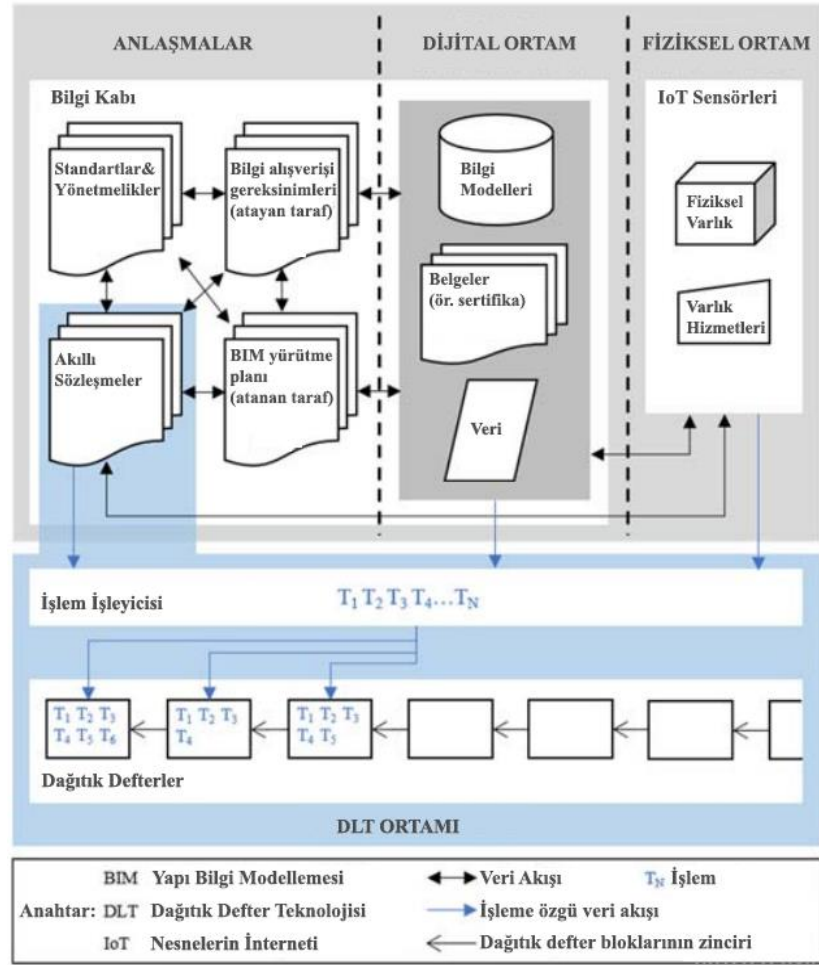 ANLAŞMALAR
DİJİTAL ORTAM
FİZİKSEL ORTAM
Bilgi Kabı
IoT Sensörleri
Standartlar&
Yönetmelikler
Bilgi alışverişi
gereksinimleri
(atayan taraf)
Bilgi
Modelleri
Fiziksel
Varlık
Belgeler
(ör. sertifika)
Varlık
Hizmetleri
Akıllı
Sözleşmeler
BIM yürütme
planı
(atanan taraf)
Veri
İşlem İşleyicisi
T1 T2 T3 T4...TN
T1 T2 T3
T4 T5 T6
T1 T2 T3
T4
T1 T2 T3
T4 T5
Dağıtık Defterler
DLT ORTAMI
BIM Yapı Bilgi Modellemesi
Veri Akışı
TN İşlem
Anahtar: DLT Dağıtık Defter Teknolojisi
İşleme özgü veri akışı
IoT Nesnelerin İnterneti
Dağıtık defter bloklarının zinciri